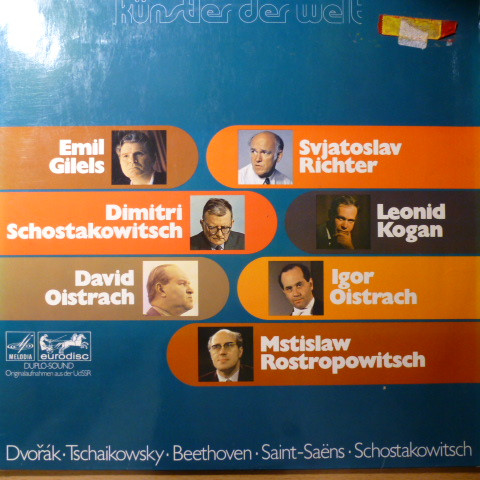 künstler der welt
Emil
Gilels
Svjatoslav
Richter
Dimitri
Schostakowitsch
Leonid
Kogan
David
Oistrach
Igor
Oistrach
Mstislaw
Rostropowitsch
MELODIA eurodisc
DUPLO-SOUND
Originalaufnahmen aus der UdSSR
Dvořák · Tschaikowsky · Beethoven · Saint-Saëns · Schostakowitsch